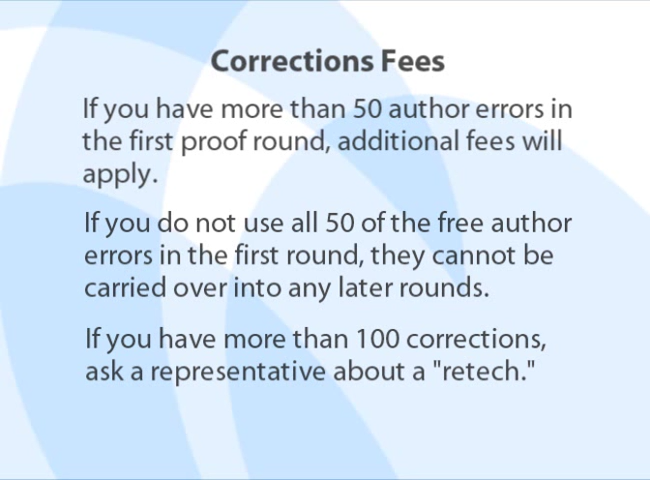 Corrections Fees
If you have more than 50 author errors in
the first proof round, additional fees will
apply.
If you do not use all 50 of the free author
errors in the first round, they cannot be
carried over into any later rounds.
If you have more than 100 corrections,
ask a representative about a "retech."